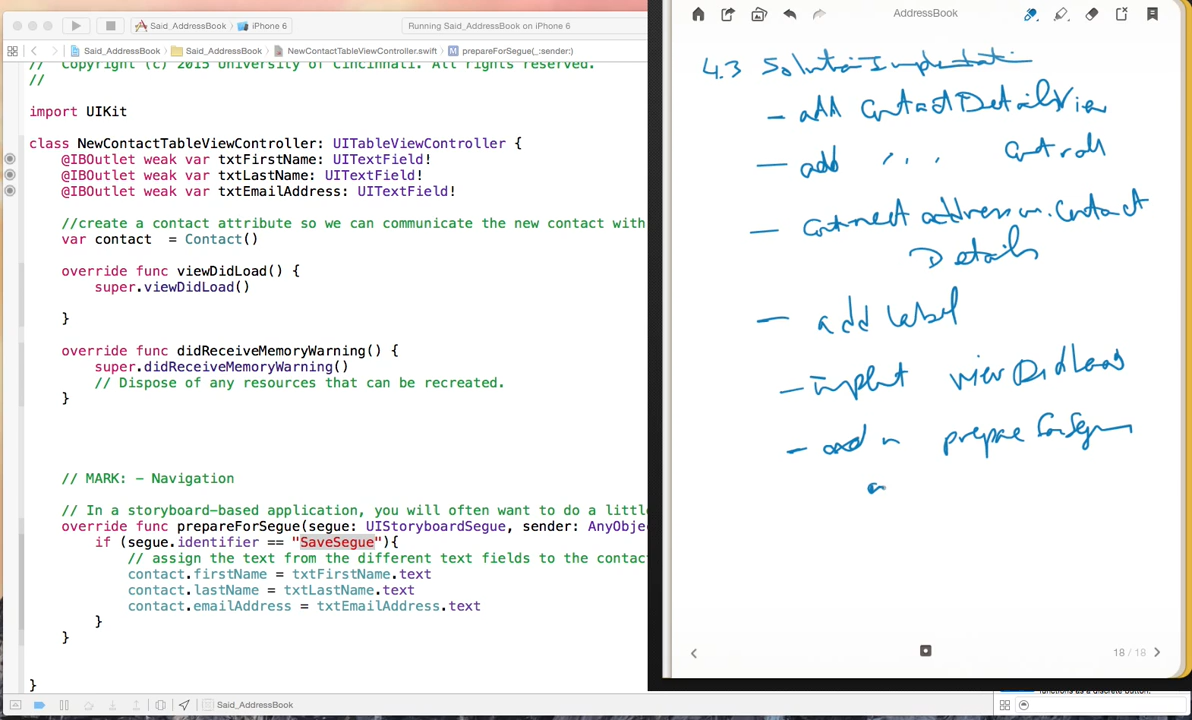 Said_AddressBook
iPhone 6
Running Said_AddressBook on iPhone 6
Said_AddressBook
Said_AddressBook
NewContactTableViewController.swift
M
prepareForSegue(_:sender:)
// Copyright (c) 2015 University of Cincinnati. All rights reserved.
//
import UIKit
class NewContactTableViewController: UITableViewController {
@IBOutlet weak var txtFirstName: UITextField!
@IBOutlet weak var txtLastName: UITextField!
@IBOutlet weak var txtEmailAddress: UITextField!
//create a contact attribute so we can communicate the new contact with
var contact = Contact()
override func viewDidLoad() {
super.viewDidLoad()
}
override func didReceiveMemoryWarning() {
super.didReceiveMemoryWarning()
// Dispose of any resources that can be recreated.
}
// MARK: - Navigation
// In a storyboard-based application, you will often want to do a little
override func prepareForSegue(segue: UIStoryboardSegue, sender: AnyObje
if (segue.identifier == "SaveSegue"){
// assign the text from the different text fields to the contac
contact.firstName = txtFirstName.text
contact.lastName = txtLastName.text
contact.emailAddress = txtEmailAddress.text
}
}
}
Said_AddressBook
AddressBook
4.3 Solution
- add ContactDetailView
- add ... controls
- connect address . Contact
Details
- add label
- viewDidLoad
- prepareForSegue
18 / 18
functions as a discrete button.